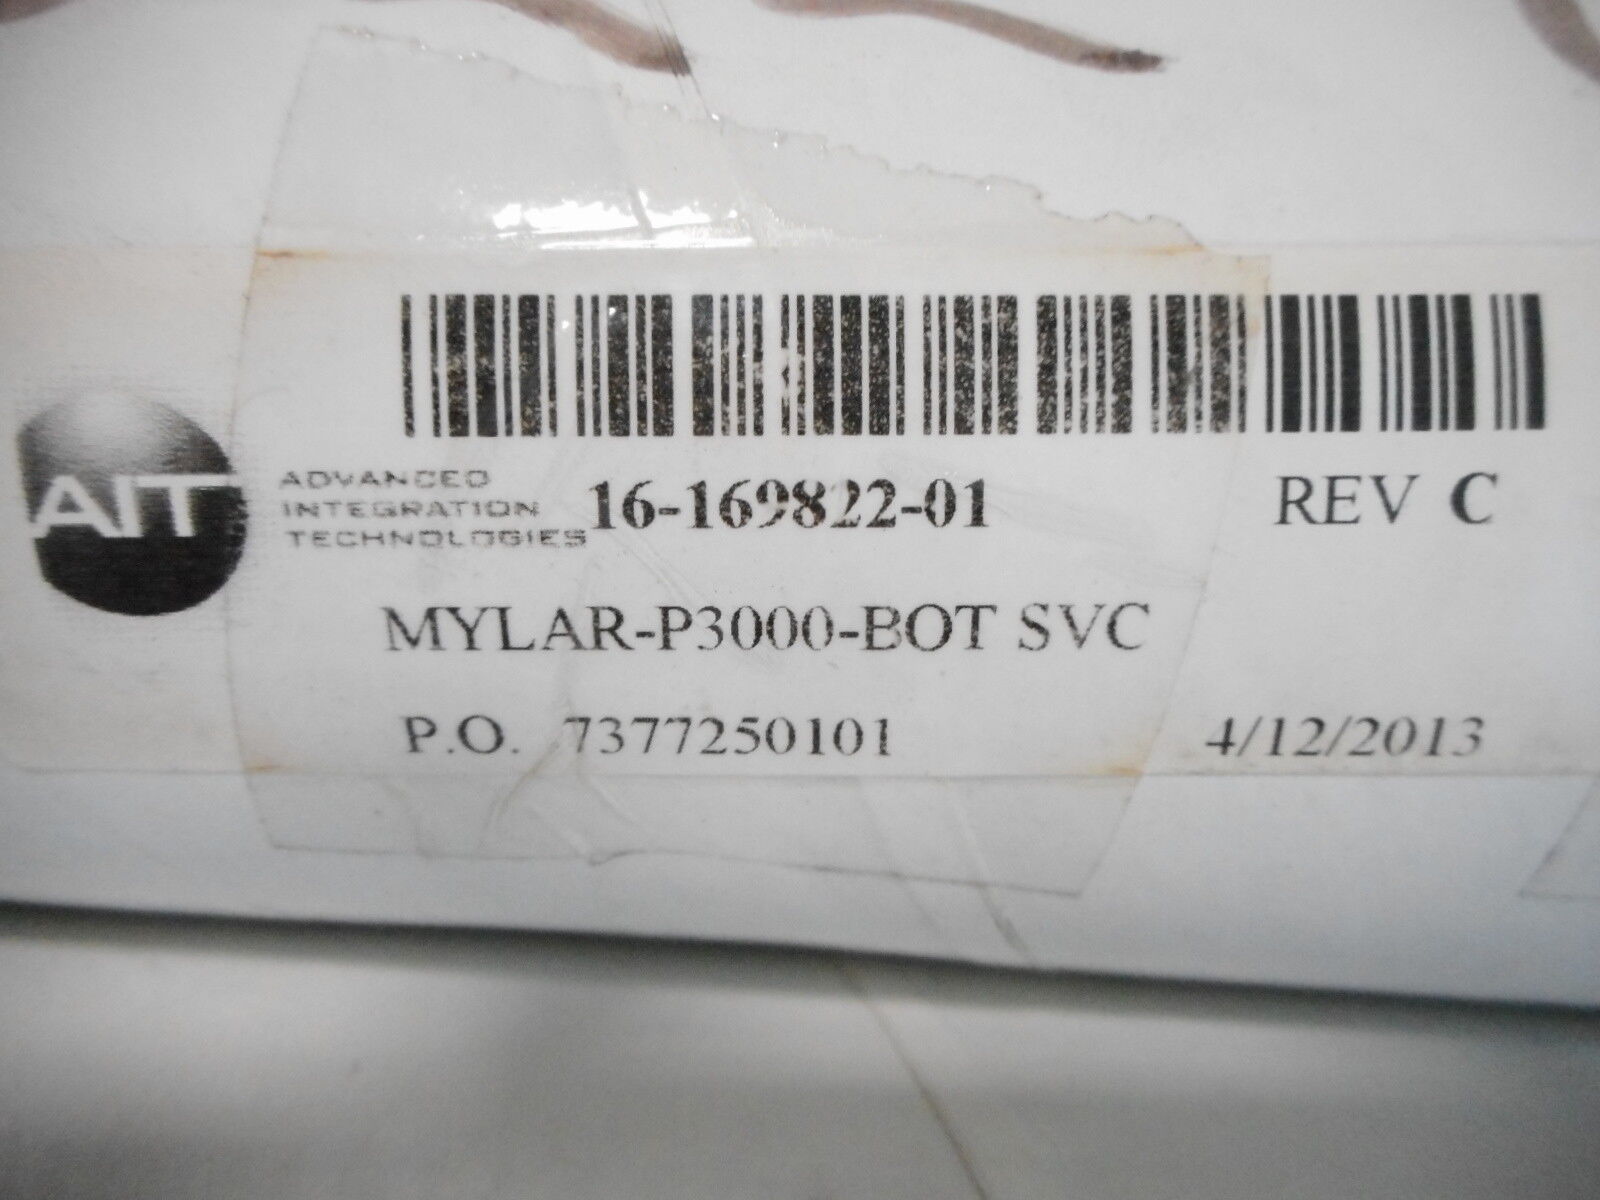 AIT
ADVANCED
INTEGRATION
TECHNOLOGIES
16-169822-01 REV C
MYLAR-P3000-BOT SVC
P.O. 7377250101 4/12/2013